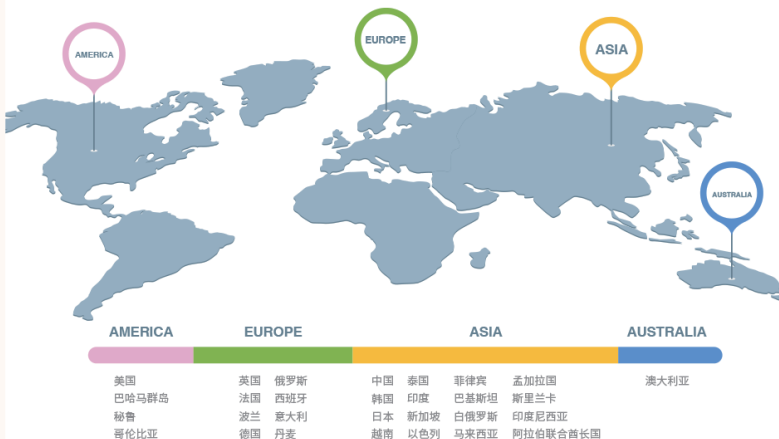 AMERICA
EUROPE
ASIA
AUSTRALIA
AMERICA EUROPE ASIA AUSTRALIA
美国 英国 俄罗斯 中国 泰国 菲律宾 孟加拉国 澳大利亚
巴哈马群岛 法国 西班牙 韩国 印度 巴基斯坦 斯里兰卡
秘鲁 波兰 意大利 日本 新加坡 白俄罗斯 印度尼西亚
哥伦比亚 德国 丹麦 越南 以色列 马来西亚 阿拉伯联合酋长国